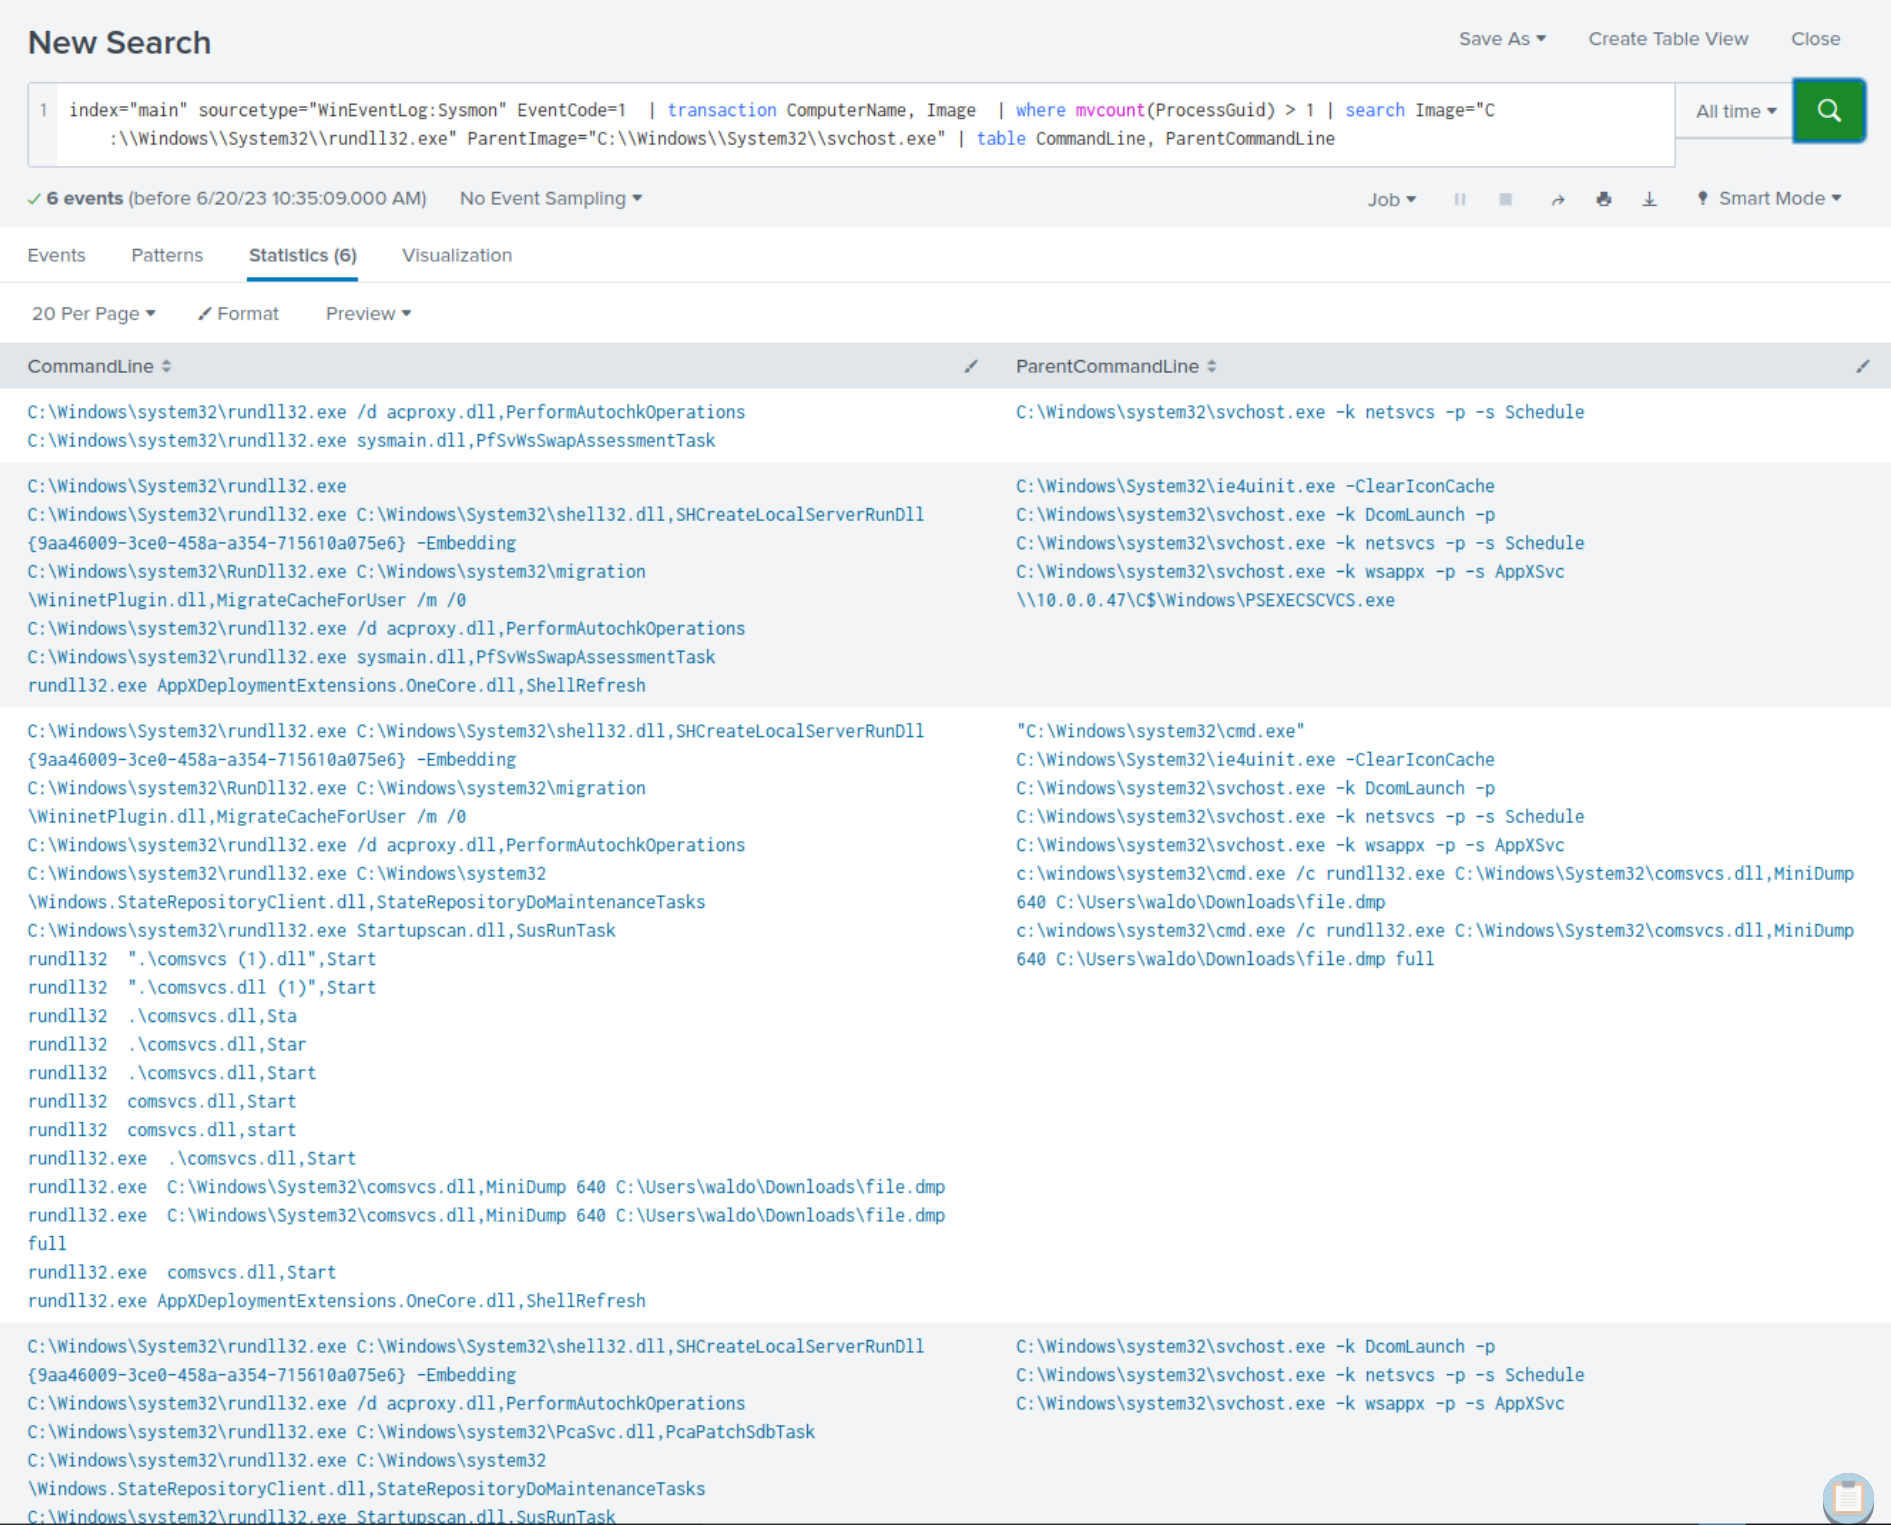 New Search
Save As
Create Table View
Close
1
index="main" sourcetype="WinEventLog:Sysmon" EventCode=1  | transaction ComputerName, Image  | where mvcount(ProcessGuid) > 1 | search Image="C
:\\Windows\\System32\\rundll32.exe" ParentImage="C:\\Windows\\System32\\svchost.exe" | table CommandLine, ParentCommandLine
All time
6 events (before 6/20/23 10:35:09.000 AM)
No Event Sampling
Job
Smart Mode
Events
Patterns
Statistics (6)
Visualization
20 Per Page
Format
Preview
CommandLine
ParentCommandLine
C:\Windows\system32\rundll32.exe /d acproxy.dll,PerformAutochkOperations
C:\Windows\system32\rundll32.exe sysmain.dll,PfSvWsSwapAssessmentTask
C:\Windows\system32\svchost.exe -k netsvcs -p -s Schedule
C:\Windows\System32\rundll32.exe
C:\Windows\System32\rundll32.exe C:\Windows\System32\shell32.dll,SHCreateLocalServerRunDll
{9aa46009-3ce0-458a-a354-715610a075e6} -Embedding
C:\Windows\system32\RunDll32.exe C:\Windows\system32\migration
\WininetPlugin.dll,MigrateCacheForUser /m /0
C:\Windows\system32\rundll32.exe /d acproxy.dll,PerformAutochkOperations
C:\Windows\system32\rundll32.exe sysmain.dll,PfSvWsSwapAssessmentTask
rundll32.exe AppXDeploymentExtensions.OneCore.dll,ShellRefresh
C:\Windows\System32\ie4uinit.exe -ClearIconCache
C:\Windows\system32\svchost.exe -k DcomLaunch -p
C:\Windows\system32\svchost.exe -k netsvcs -p -s Schedule
C:\Windows\system32\svchost.exe -k wsappx -p -s AppXSvc
\\10.0.0.47\C$\Windows\PSEXECSCVCS.exe
C:\Windows\System32\rundll32.exe C:\Windows\System32\shell32.dll,SHCreateLocalServerRunDll
{9aa46009-3ce0-458a-a354-715610a075e6} -Embedding
C:\Windows\system32\RunDll32.exe C:\Windows\system32\migration
\WininetPlugin.dll,MigrateCacheForUser /m /0
C:\Windows\system32\rundll32.exe /d acproxy.dll,PerformAutochkOperations
C:\Windows\system32\rundll32.exe C:\Windows\system32
\Windows.StateRepositoryClient.dll,StateRepositoryDoMaintenanceTasks
C:\Windows\system32\rundll32.exe Startupscan.dll,SusRunTask
rundll32  ".\comsvcs (1).dll",Start
rundll32  ".\comsvcs.dll (1)",Start
rundll32  .\comsvcs.dll,Sta
rundll32  .\comsvcs.dll,Star
rundll32  .\comsvcs.dll,Start
rundll32  comsvcs.dll,Start
rundll32  comsvcs.dll,start
rundll32.exe  .\comsvcs.dll,Start
rundll32.exe  C:\Windows\System32\comsvcs.dll,MiniDump 640 C:\Users\waldo\Downloads\file.dmp
rundll32.exe  C:\Windows\System32\comsvcs.dll,MiniDump 640 C:\Users\waldo\Downloads\file.dmp
full
rundll32.exe  comsvcs.dll,Start
rundll32.exe AppXDeploymentExtensions.OneCore.dll,ShellRefresh
"C:\Windows\system32\cmd.exe"
C:\Windows\System32\ie4uinit.exe -ClearIconCache
C:\Windows\system32\svchost.exe -k DcomLaunch -p
C:\Windows\system32\svchost.exe -k netsvcs -p -s Schedule
C:\Windows\system32\svchost.exe -k wsappx -p -s AppXSvc
c:\windows\system32\cmd.exe /c rundll32.exe C:\Windows\System32\comsvcs.dll,MiniDump
640 C:\Users\waldo\Downloads\file.dmp
c:\windows\system32\cmd.exe /c rundll32.exe C:\Windows\System32\comsvcs.dll,MiniDump
640 C:\Users\waldo\Downloads\file.dmp full
C:\Windows\System32\rundll32.exe C:\Windows\System32\shell32.dll,SHCreateLocalServerRunDll
{9aa46009-3ce0-458a-a354-715610a075e6} -Embedding
C:\Windows\system32\rundll32.exe /d acproxy.dll,PerformAutochkOperations
C:\Windows\system32\rundll32.exe C:\Windows\system32\PcaSvc.dll,PcaPatchSdbTask
C:\Windows\system32\rundll32.exe C:\Windows\system32
\Windows.StateRepositoryClient.dll,StateRepositoryDoMaintenanceTasks
C:\Windows\system32\rundll32.exe Startupscan.dll,SusRunTask
C:\Windows\system32\svchost.exe -k DcomLaunch -p
C:\Windows\system32\svchost.exe -k netsvcs -p -s Schedule
C:\Windows\system32\svchost.exe -k wsappx -p -s AppXSvc